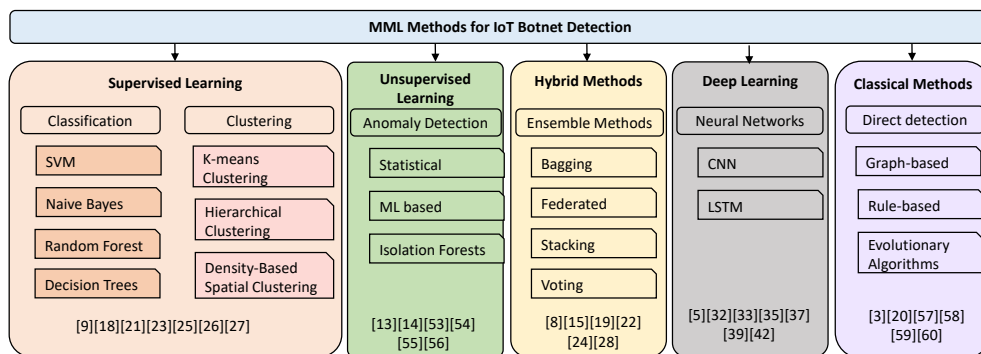 MML Methods for IoT Botnet Detection
Supervised Learning
Classification
SVM
Naive Bayes
Random Forest
Decision Trees
Clustering
K-means
Clustering
Hierarchical
Clustering
Density-Based
Spatial Clustering
[9][18][21][23][25][26][27]
Unsupervised
Learning
Anomaly Detection
Statistical
ML based
Isolation Forests
[13][14][53][54]
[55][56]
Hybrid Methods
Ensemble Methods
Bagging
Federated
Stacking
Voting
[8][15][19][22]
[24][28]
Deep Learning
Neural Networks
CNN
LSTM
[5][32][33][35][37]
[39][42]
Classical Methods
Direct detection
Graph-based
Rule-based
Evolutionary
Algorithms
[3][20][57][58]
[59][60]